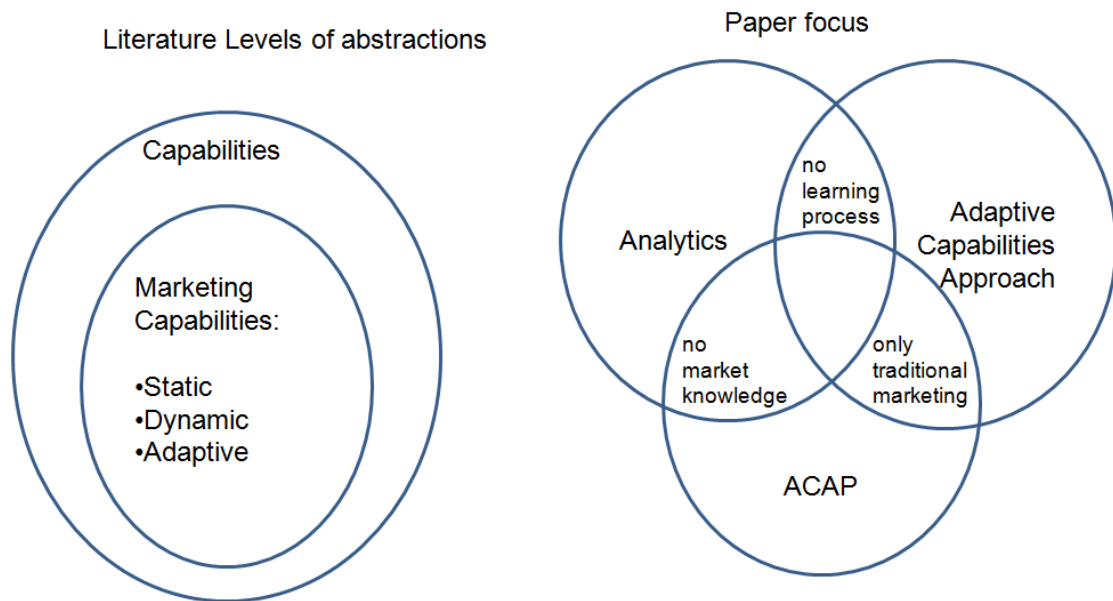 Literature Levels of abstractions
Capabilities
Marketing
Capabilities:
•Static
•Dynamic
•Adaptive
Paper focus
no
learning
process
Analytics
Adaptive
Capabilities
Approach
no
market
knowledge
only
traditional
marketing
ACAP